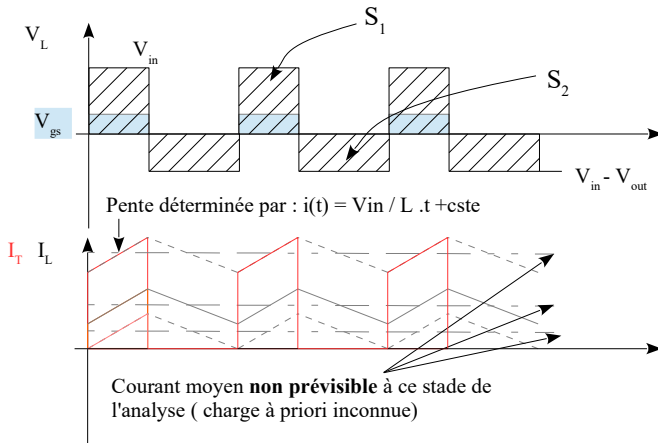 V_L
V_in
S_1
S_2
V_gs
V_in - V_out
Pente déterminée par : i(t) = Vin / L .t +cste
I_T I_L
Courant moyen non prévisible à ce stade de
l'analyse ( charge à priori inconnue)